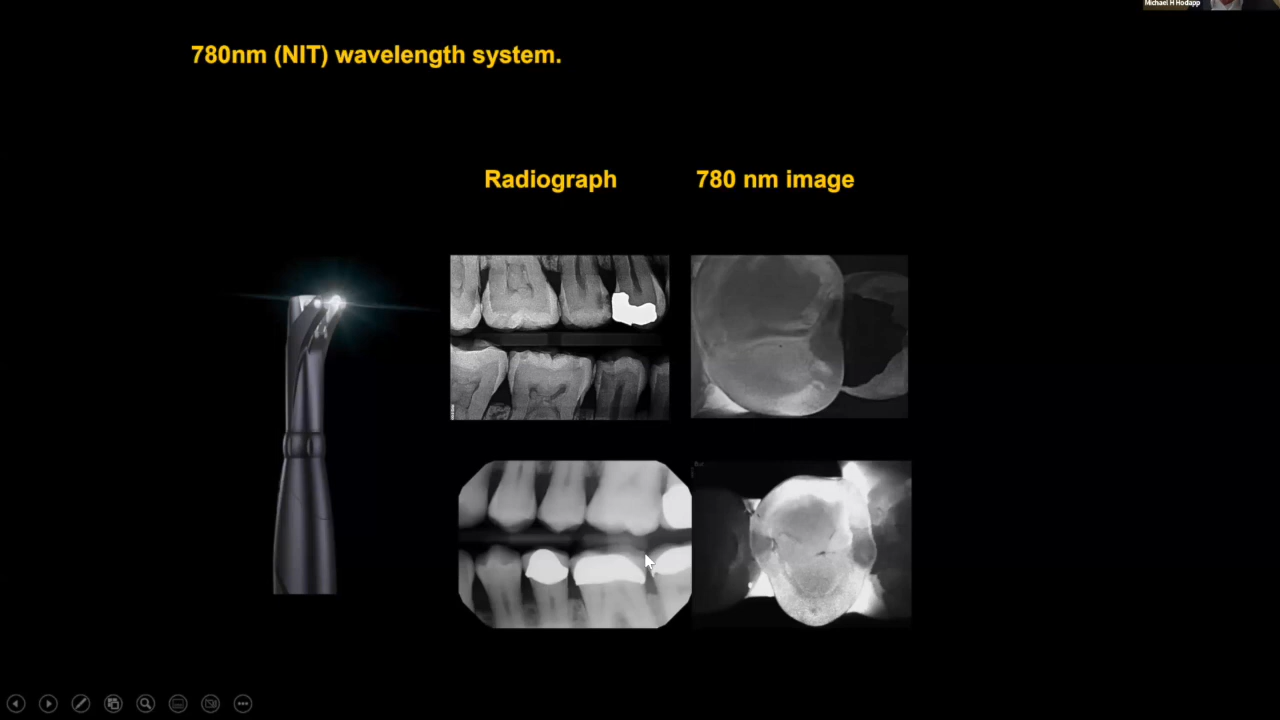 Michael H Hodapp
780nm (NIT) wavelength system.
Radiograph
780 nm image